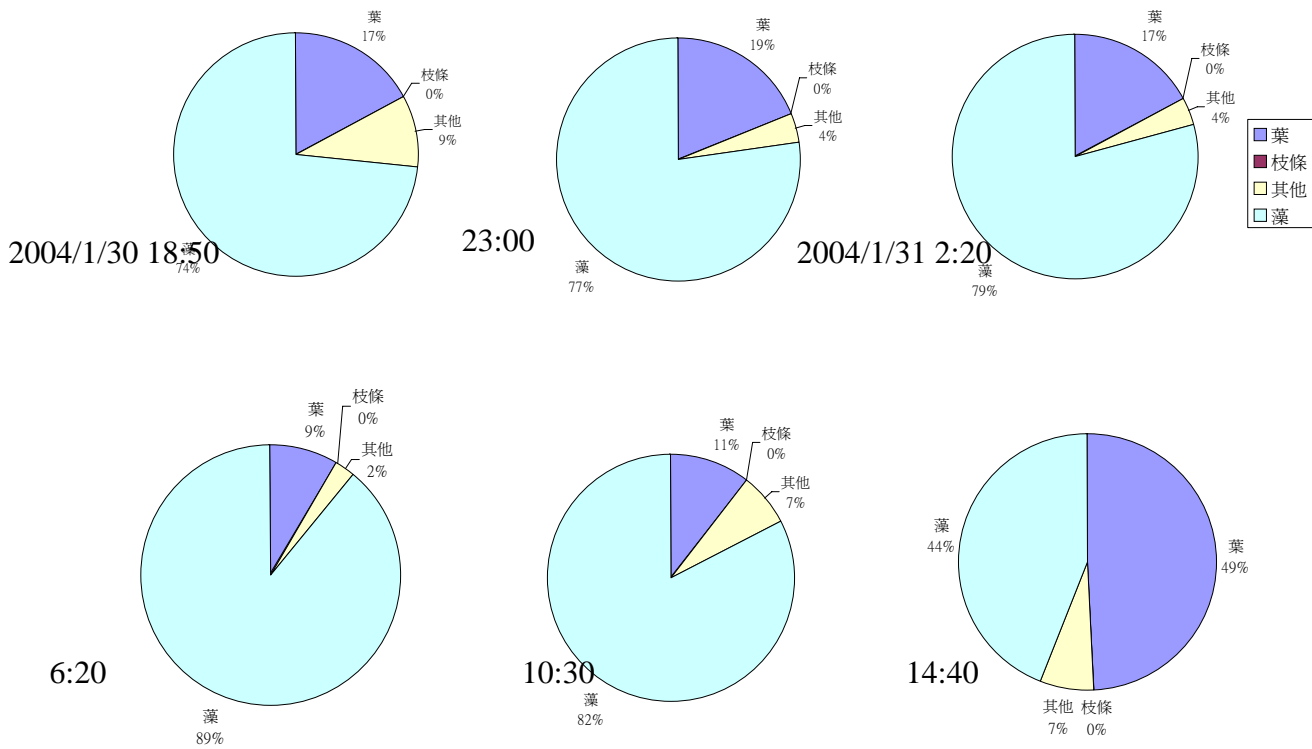 葉
17%
枝條
0%
其他
9%
藻
74%
2004/1/30 18:50
葉
19%
枝條
0%
其他
4%
藻
77%
23:00
葉
17%
枝條
0%
其他
4%
藻
79%
2004/1/31 2:20
葉
枝條
其他
藻
葉
9%
枝條
0%
其他
2%
藻
89%
6:20
葉
11%
枝條
0%
其他
7%
藻
82%
10:30
葉
49%
枝條
0%
其他
7%
藻
44%
14:40